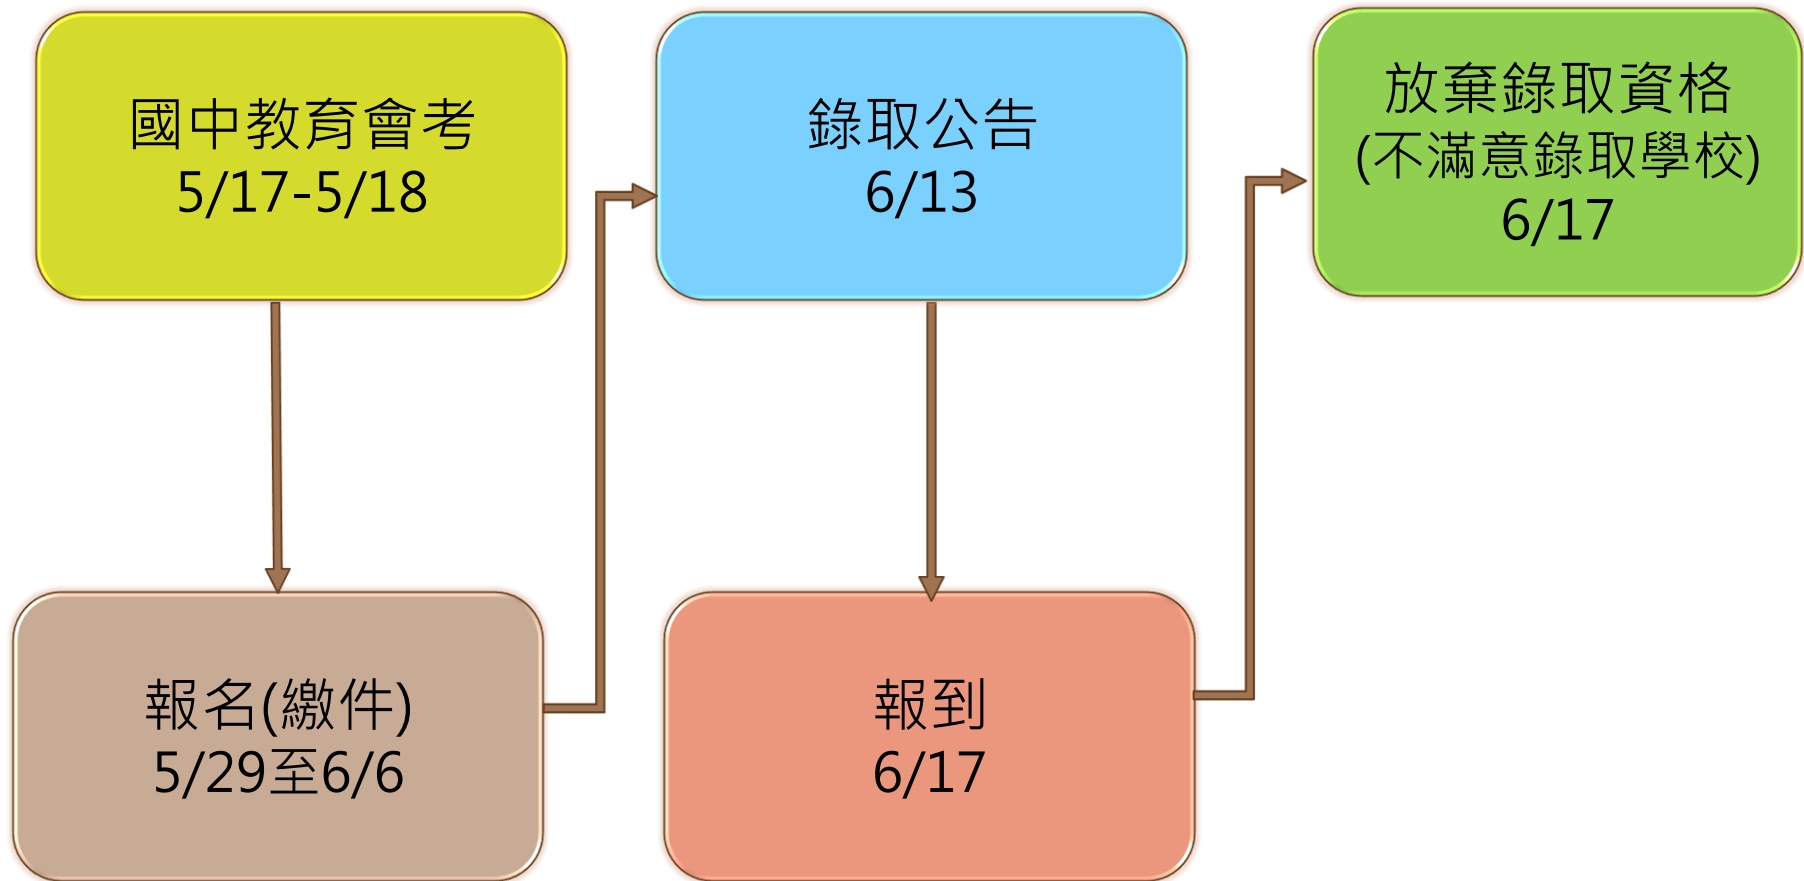 國中教育會考
5/17-5/18
報名(繳件)
5/29至6/6
錄取公告
6/13
報到
6/17
放棄錄取資格
(不滿意錄取學校)
6/17